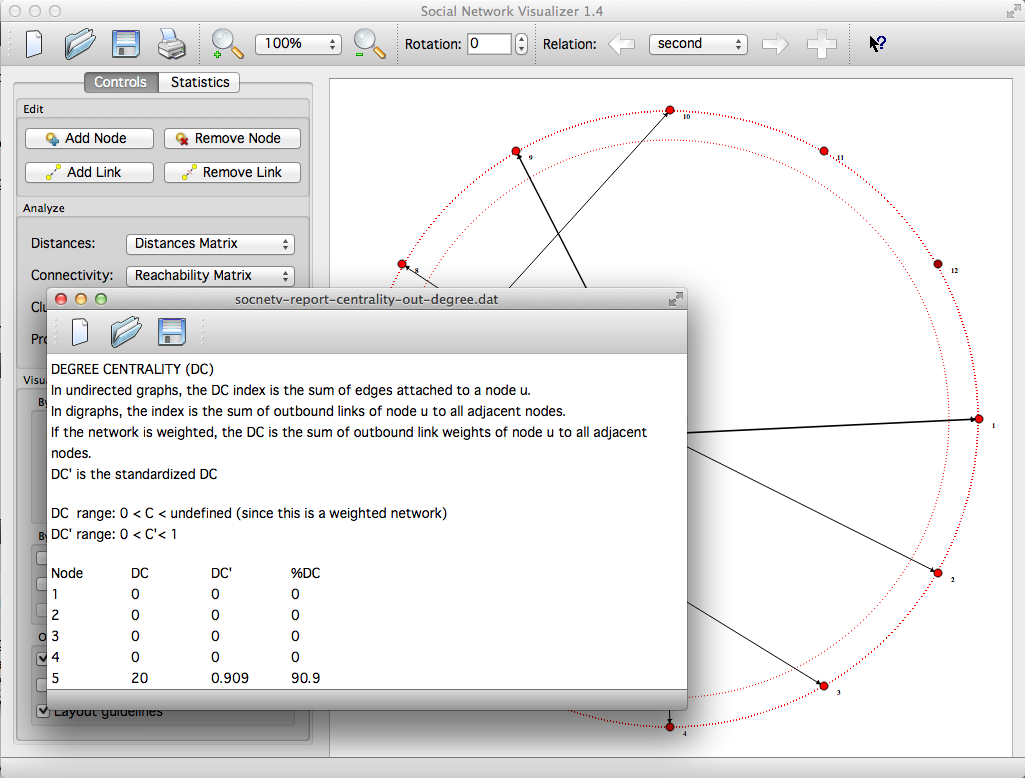 Social Network Visualizer 1.4
100%
Rotation: 0
Relation: second
Controls Statistics
Edit
Add Node Remove Node
Add Link Remove Link
Analyze
Distances: Distances Matrix
Connectivity: Reachability Matrix
10
9
11
8
12
1
2
3
4
socnetv-report-centrality-out-degree.dat
DEGREE CENTRALITY (DC)
In undirected graphs, the DC index is the sum of edges attached to a node u.
In digraphs, the index is the sum of outbound links of node u to all adjacent nodes.
If the network is weighted, the DC is the sum of outbound link weights of node u to all adjacent
nodes.
DC' is the standardized DC
DC range: 0 < C < undefined (since this is a weighted network)
DC' range: 0 < C'< 1
Node DC DC' %DC
1 0 0 0
2 0 0 0
3 0 0 0
4 0 0 0
5 20 0.909 90.9
Layout guidelines